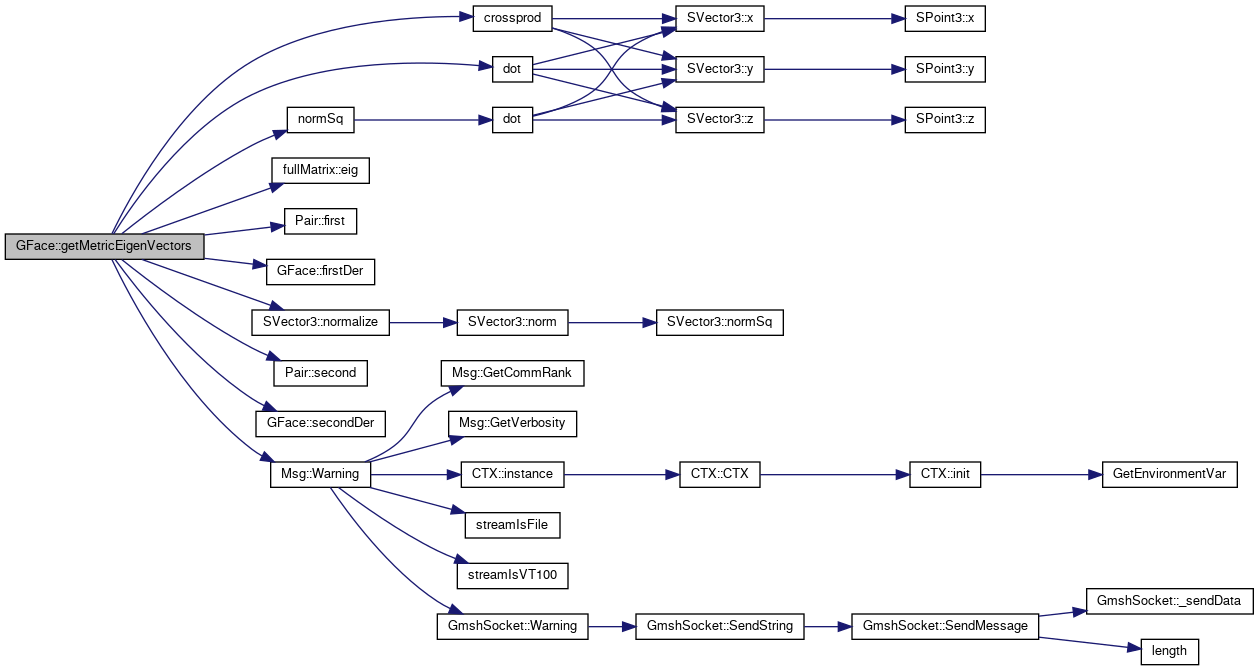 crossprod
SVector3::x
SPoint3::x
dot
SVector3::y
SPoint3::y
normSq
dot
SVector3::z
SPoint3::z
fullMatrix::eig
Pair::first
GFace::getMetricEigenVectors
GFace::firstDer
SVector3::normalize
SVector3::norm
SVector3::normSq
Pair::second
Msg::GetCommRank
GFace::secondDer
Msg::GetVerbosity
Msg::Warning
CTX::instance
CTX::CTX
CTX::init
GetEnvironmentVar
streamIsFile
streamIsVT100
GmshSocket::_sendData
GmshSocket::Warning
GmshSocket::SendString
GmshSocket::SendMessage
length